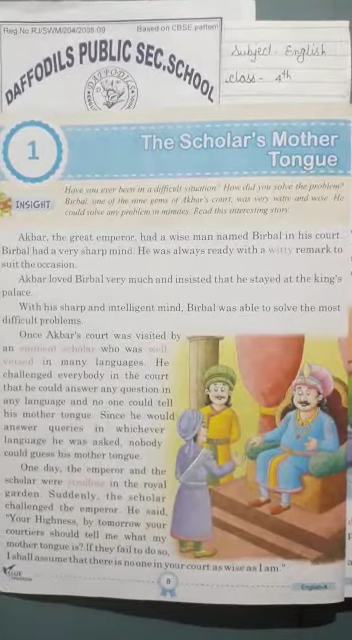 Reg.No RJ/SWM/204/2008-09
Based on CBSE pattern
DAFFODILS PUBLIC SEC.SCHOOL
DAFFODILS
Subject - English
class - 4th
1
The Scholar's Mother
Tongue
INSIGHT
Have you ever been in a difficult situation? How did you solve the problem?
Birbal, one of the nine gems of Akbar's court, was very witty and wise. He
could solve any problem in minutes. Read this interesting story.
Akbar, the great emperor, had a wise man named Birbal in his court.
Birbal had a very sharp mind. He was always ready with a witty remark to
suit the occasion.
Akbar loved Birbal very much and insisted that he stayed at the king's
palace.
With his sharp and intelligent mind, Birbal was able to solve the most
difficult problems.
Once Akbar's court was visited by
an eminent scholar who was well
versed in many languages. He
challenged everybody in the court
that he could answer any question in
any language and no one could tell
his mother tongue. Since he would
answer queries in whichever
language he was asked, nobody
could guess his mother tongue.
One day, the emperor and the
scholar were strolling in the royal
garden. Suddenly, the scholar
challenged the emperor. He said,
"Your Highness, by tomorrow your
courtiers should tell me what my
mother tongue is? If they fail to do so,
I shall assume that there is no one in your court as wise as I am."
8
English-4